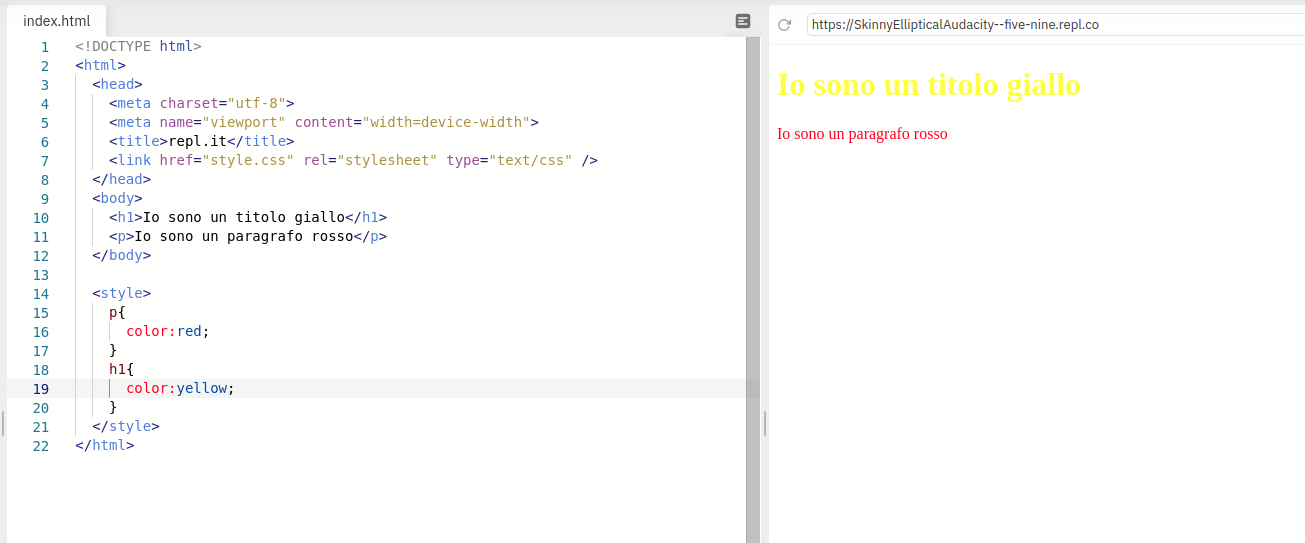 index.html
1 <!DOCTYPE html>
2 <html>
3 <head>
4 <meta charset="utf-8">
5 <meta name="viewport" content="width=device-width">
6 <title>repl.it</title>
7 <link href="style.css" rel="stylesheet" type="text/css" />
8 </head>
9 <body>
10 <h1>Io sono un titolo giallo</h1>
11 <p>Io sono un paragrafo rosso</p>
12 </body>
13
14 <style>
15 p{
16 color:red;
17 }
18 h1{
19 color:yellow;
20 }
21 </style>
22 </html>
https://SkinnyEllipticalAudacity--five-nine.repl.co
Io sono un titolo giallo
Io sono un paragrafo rosso